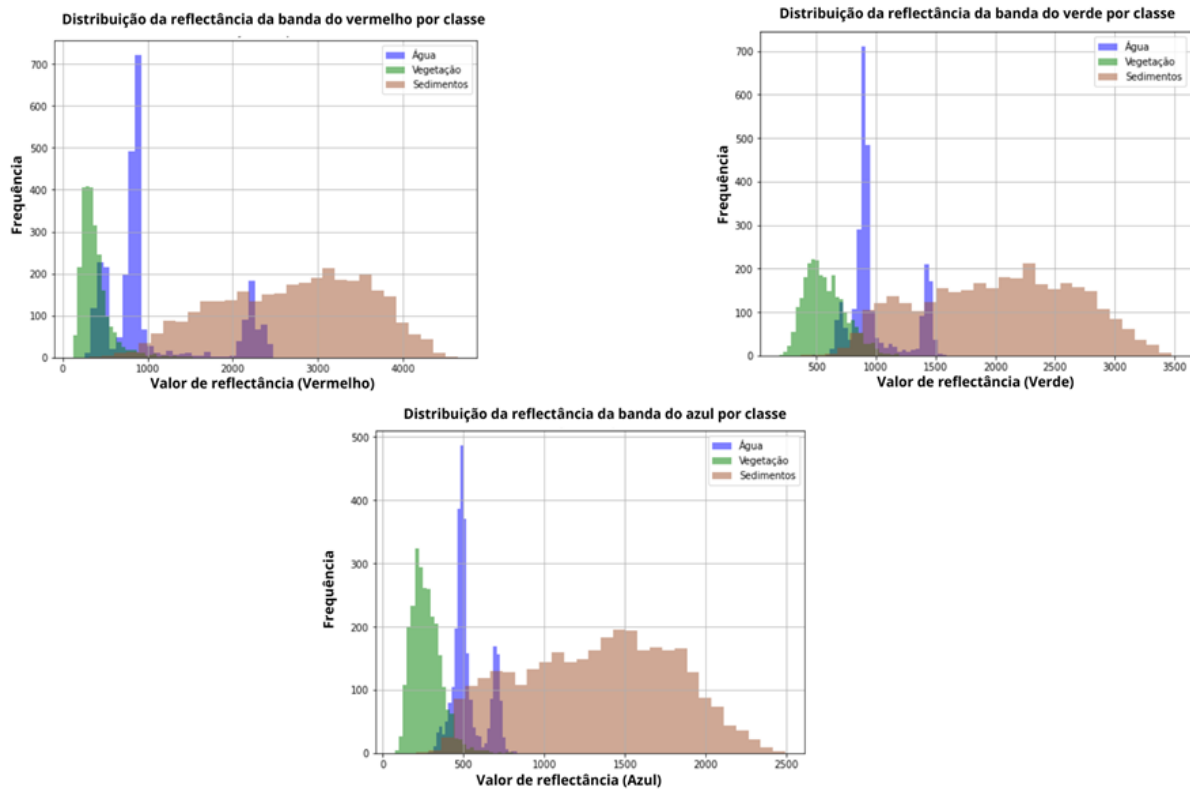 Distribuição da reflectância da banda do vermelho por classe
Frequência
700
600
500
400
300
200
100
0
Água
Vegetação
Sedimentos
0 1000 2000 3000 4000
Valor de reflectância (Vermelho)
Distribuição da reflectância da banda do verde por classe
Frequência
700
600
500
400
300
200
100
0
Água
Vegetação
Sedimentos
500 1000 1500 2000 2500 3000 3500
Valor de reflectância (Verde)
Distribuição da reflectância da banda do azul por classe
Frequência
500
400
300
200
100
0
Água
Vegetação
Sedimentos
0 500 1000 1500 2000 2500
Valor de reflectância (Azul)